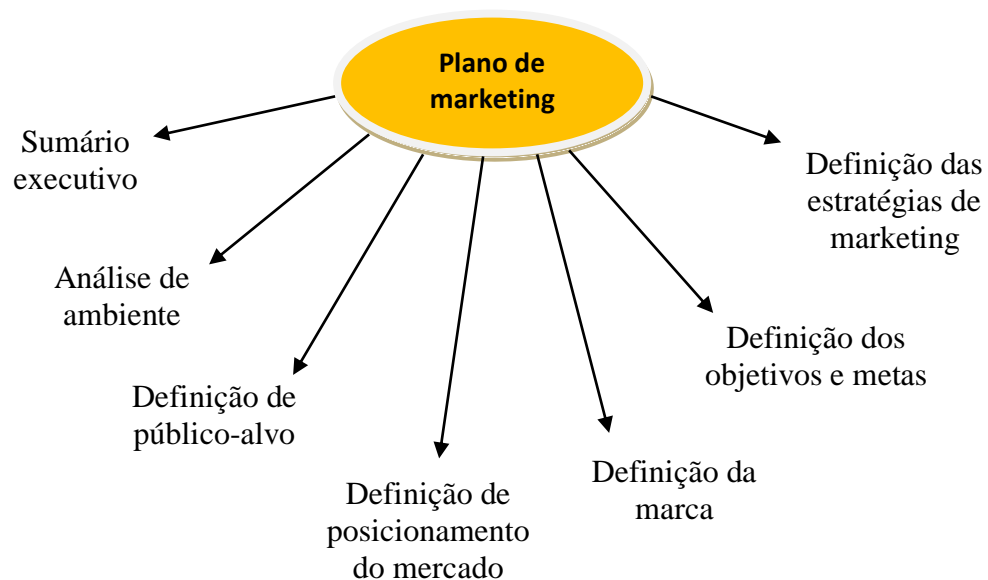 Plano de
marketing
Sumário
executivo
Análise de
ambiente
Definição de
público-alvo
Definição de
posicionamento
do mercado
Definição da
marca
Definição dos
objetivos e metas
Definição das
estratégias de
marketing